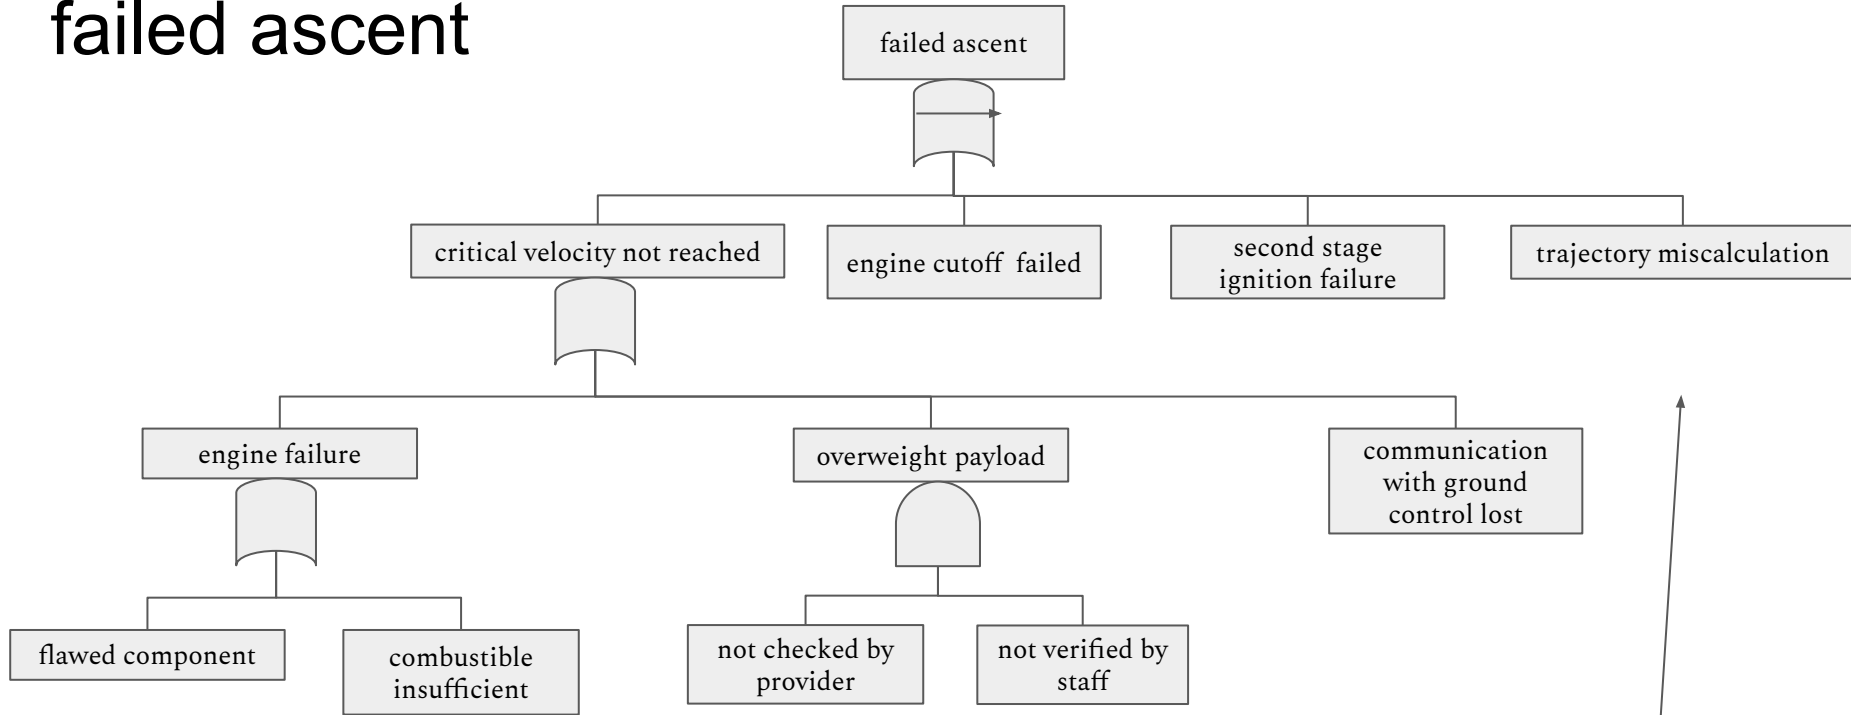 failed ascent
failed ascent
critical velocity not reached
engine cutoff failed
second stage
ignition failure
trajectory miscalculation
engine failure
overweight payload
communication
with ground
control lost
flawed component
combustible
insufficient
not checked by
provider
not verified by
staff